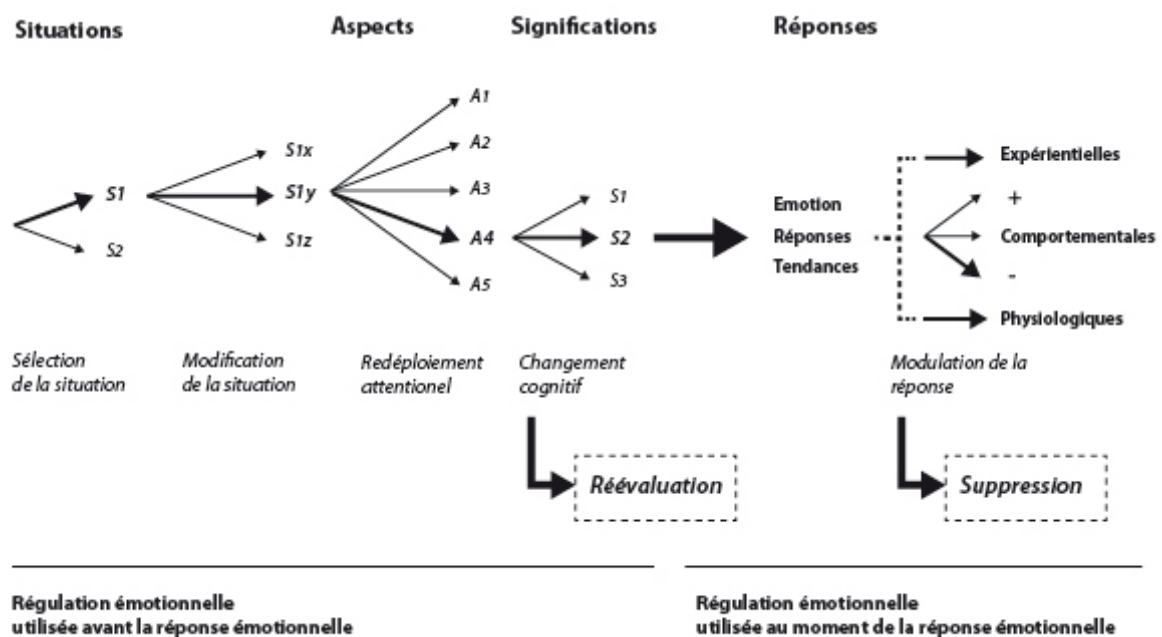 Situations
Aspects
Significations
Réponses
A1
A2
A3
A4
A5
S1x
S1y
S1z
S1
S2
S1
S2
S3
Emotion
Réponses
Tendances
Expérientielles
+
Comportementales
-
Physiologiques
Sélection
de la situation
Modification
de la situation
Redéploiement
attentionel
Changement
cognitif
Modulation de la
réponse
Réévaluation
Suppression
Régulation émotionnelle
utilisée avant la réponse émotionnelle
Régulation émotionnelle
utilisée au moment de la réponse émotionnelle